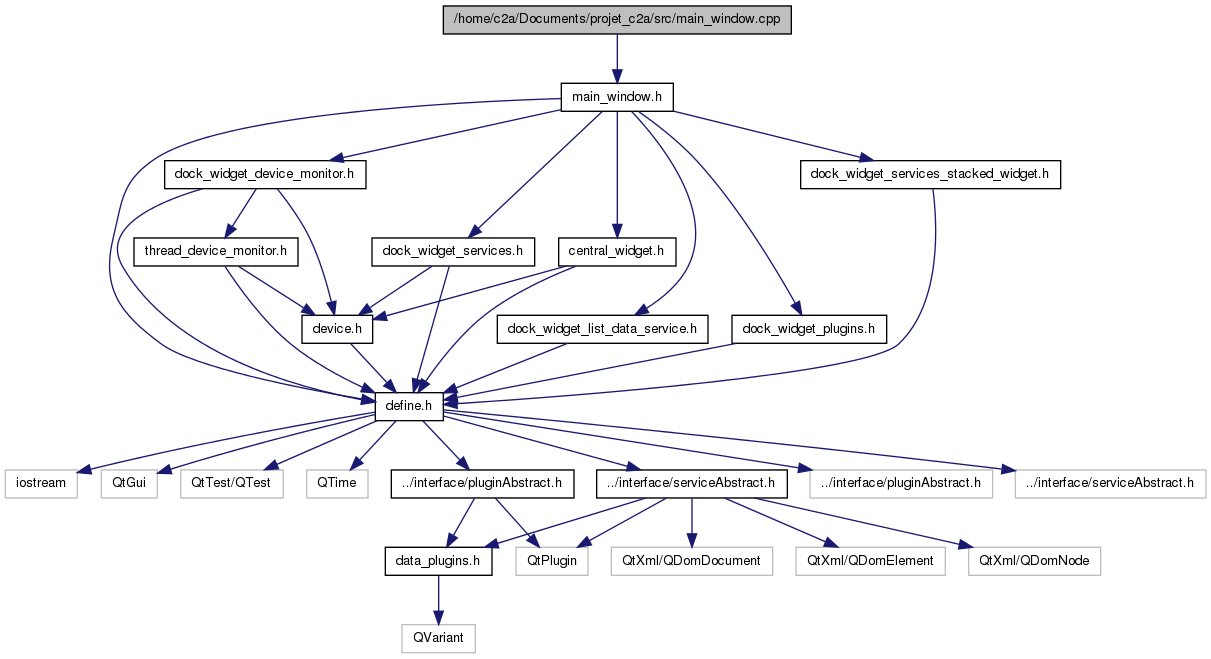 /home/c2a/Documents/projet_c2a/src/main_window.cpp
main_window.h
dock_widget_device_monitor.h
dock_widget_services_stacked_widget.h
thread_device_monitor.h
dock_widget_services.h
central_widget.h
device.h
dock_widget_list_data_service.h
dock_widget_plugins.h
define.h
iostream
QtGui
QtTest/QTest
QTime
../interface/pluginAbstract.h
../interface/serviceAbstract.h
../interface/pluginAbstract.h
../interface/serviceAbstract.h
data_plugins.h
QtPlugin
QtXml/QDomDocument
QtXml/QDomElement
QtXml/QDomNode
QVariant